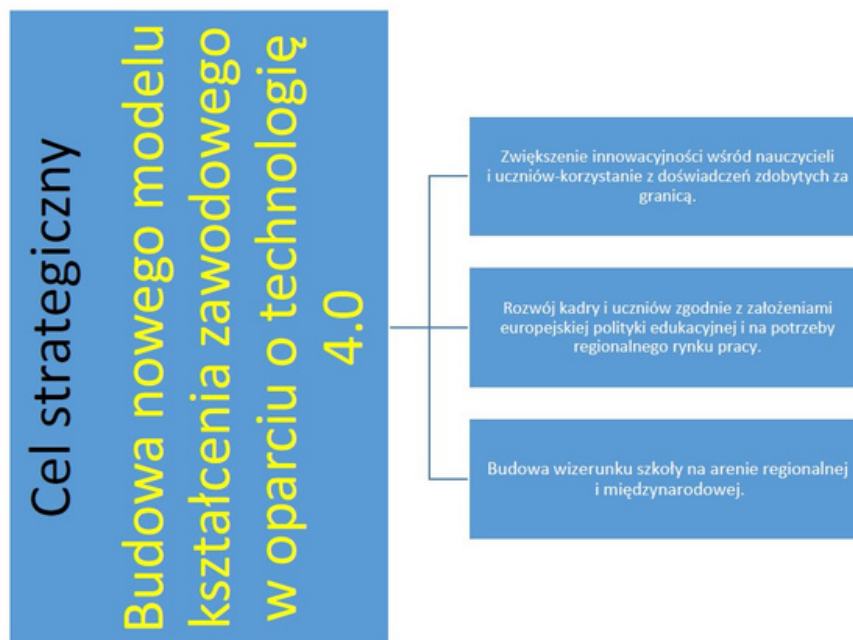 Cel strategiczny
Budowa nowego modelu
kształcenia zawodowego
w oparciu o technologię
4.0
Zwiększenie innowacyjności wśród nauczycieli
i uczniów-korzystanie z doświadczeń zdobytych za
granicą.
Rozwój kadry i uczniów zgodnie z założeniami
europejskiej polityki edukacyjnej i na potrzeby
regionalnego rynku pracy.
Budowa wizerunku szkoły na arenie regionalnej
i międzynarodowej.